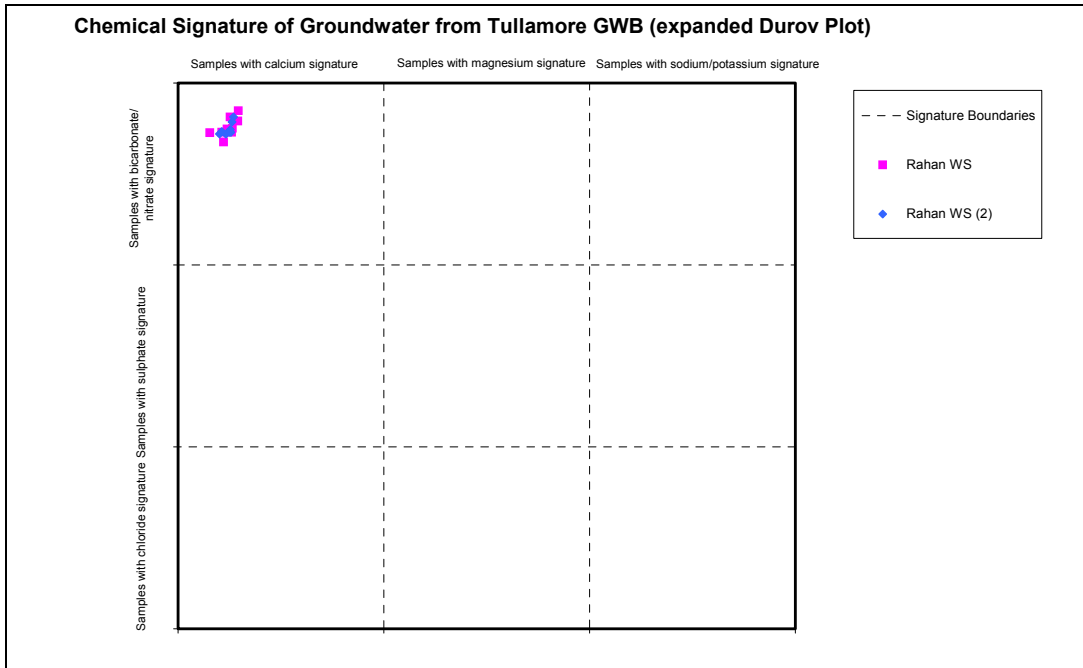 Chemical Signature of Groundwater from Tullamore GWB (expanded Durov Plot)
Samples with calcium signature
Samples with magnesium signature
Samples with sodium/potassium signature
Samples with bicarbonate/
nitrate signature
Samples with sulphate signature
Samples with chloride signature
Signature Boundaries
Rahan WS
Rahan WS (2)